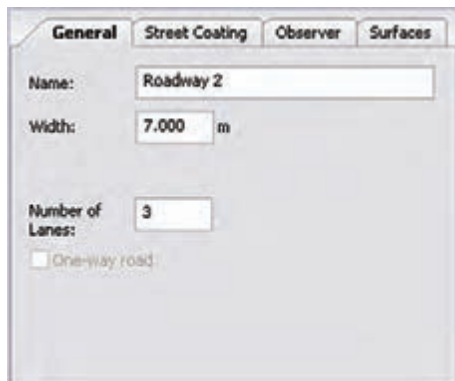 General Street Coating Observer Surfaces
Name: Roadway 2
Width: 7.000 m
Number of Lanes: 3
One-way road